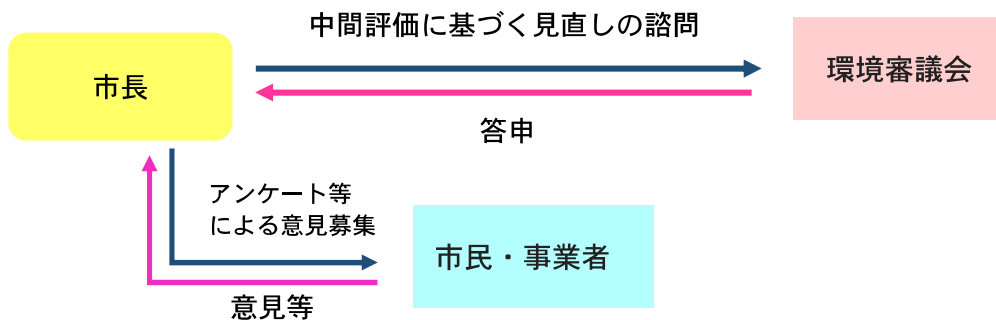 中間評価に基づく見直しの諮問
市長
環境審議会
答申
アンケート等
による意見募集
市民・事業者
意見等